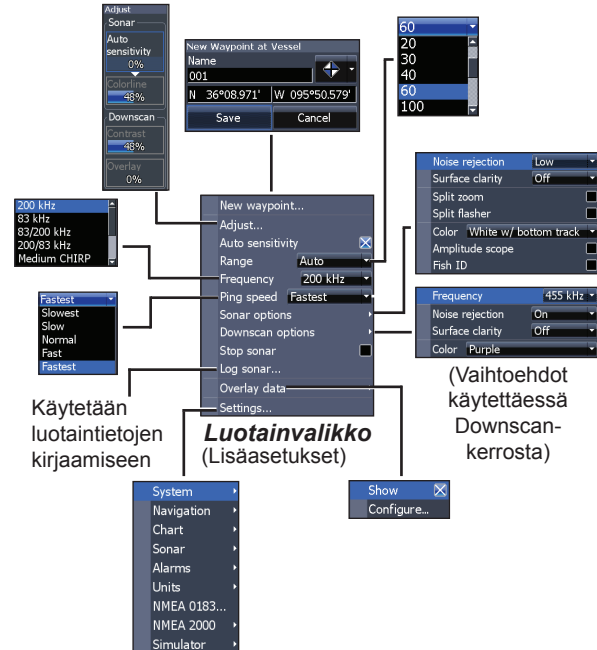 Adjust
Sonar
Auto
sensitivity
0%
Colorline
48%
Downscan
Contrast
48%
Overlay
0%
New Waypoint at Vessel
Name
001
N 36°08.971' W 095°50.579'
Save Cancel
60
20
30
40
60
100
200 kHz
83 kHz
83/200 kHz
200/83 kHz
Medium CHIRP
Fastest
Slowest
Slow
Normal
Fast
Fastest
New waypoint...
Adjust...
Auto sensitivity
Range Auto
Frequency 200 kHz
Ping speed Fastest
Sonar options
Downscan options
Stop sonar
Log sonar...
Overlay data
Settings...
Noise rejection Low
Surface clarity Off
Split zoom
Split flasher
Color White w/ bottom track
Amplitude scope
Fish ID
Frequency 455 kHz
Noise rejection On
Surface clarity Off
Color Purple
(Vaihtoehdot
käytettäessä
Downscan-
kerrosta)
Käytetään
luotaintietojen
kirjaamiseen
Luotainvalikko
(Lisäasetukset)
System
Navigation
Chart
Sonar
Alarms
Units
NMEA 0183...
NMEA 2000
Simulator
Show
Configure...